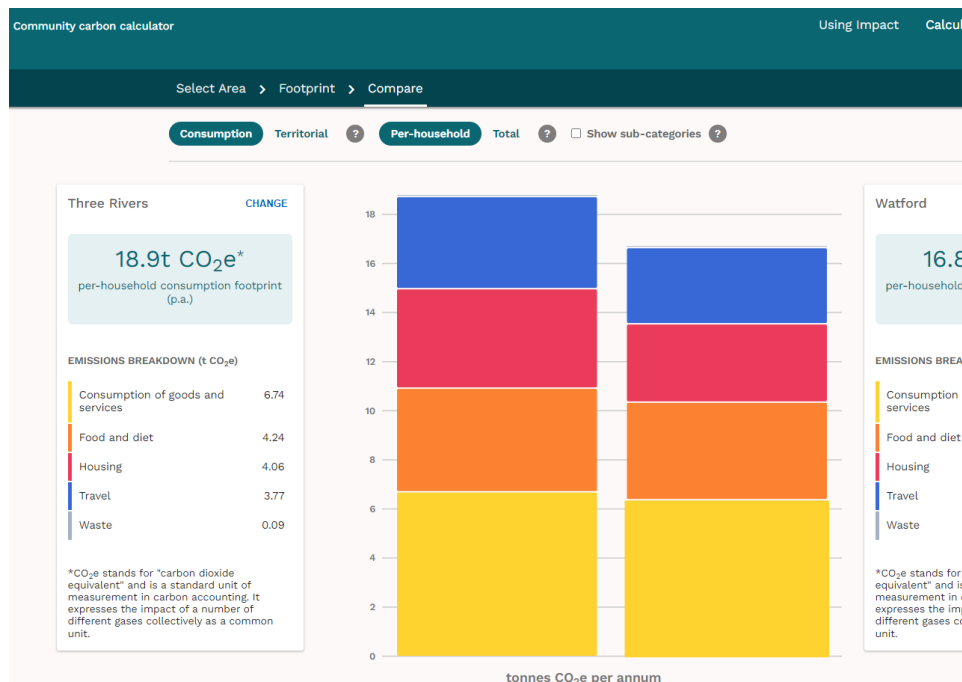 Community carbon calculator
Using Impact
Select Area > Footprint > Compare
Consumption Territorial ? Per-household Total ? Show sub-categories ?
Three Rivers CHANGE
18.9t CO₂e*
per-household consumption footprint
(p.a.)
EMISSIONS BREAKDOWN (t CO₂e)
Consumption of goods and
services 6.74
Food and diet 4.24
Housing 4.06
Travel 3.77
Waste 0.09
*CO₂e stands for "carbon dioxide
equivalent" and is a standard unit of
measurement in carbon accounting. It
expresses the impact of a number of
different gases collectively as a common
unit.
18
16
14
12
10
8
6
4
2
0
tonnes CO₂e per annum
Watford
16.8
per-household
EMISSIONS
Consumption
services
Food and diet
Housing
Travel
Waste
*CO₂e stands for
equivalent" and
measurement in
expresses the
different gases
unit.